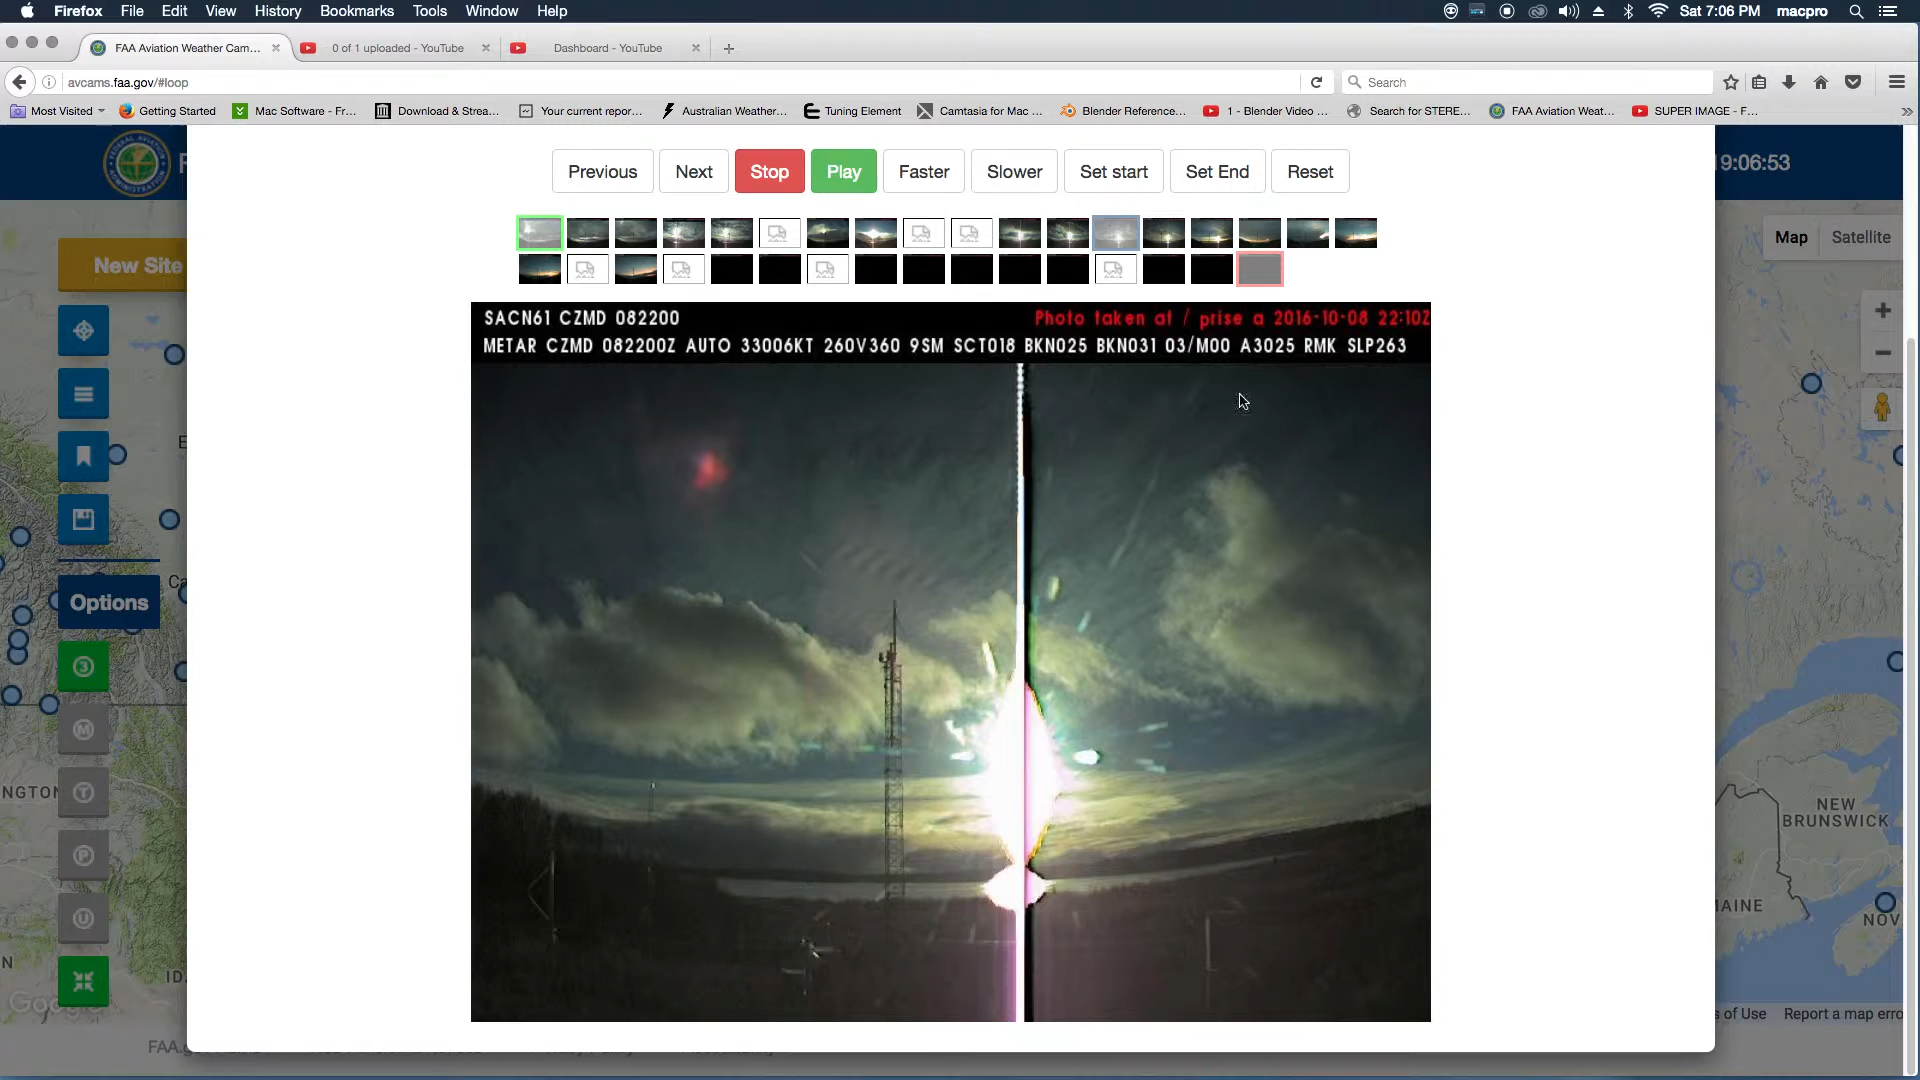 Firefox File Edit View History Bookmarks Tools Window Help Sat 7:06 PM macpro
FAA Aviation Weather Cam... 0 of 1 uploaded - YouTube Dashboard - YouTube
avcams.faa.gov/#loop Search
Most Visited Getting Started Mac Software - Fr... Download & Strea... Your current repor... Australian Weather... Tuning Element Camtasia for Mac ... Blender Reference... 1 - Blender Video ... Search for STERE... FAA Aviation Weat... SUPER IMAGE - F...
F 19:06:53
Previous Next Stop Play Faster Slower Set start Set End Reset
New Site
Map Satellite
SACN61 CZMD 082200 Photo taken at / prise a 2016-10-08 22:10Z
METAR CZMD 082200Z AUTO 33006KT 260V360 9SM SCT018 BKN025 BKN031 03/M00 A3025 RMK SLP263
Options
3
M
T
NGTON
NEW
BRUNSWICK
P
MAINE
U
NOV
ID
Google
s of Use Report a map erro
FAA.g